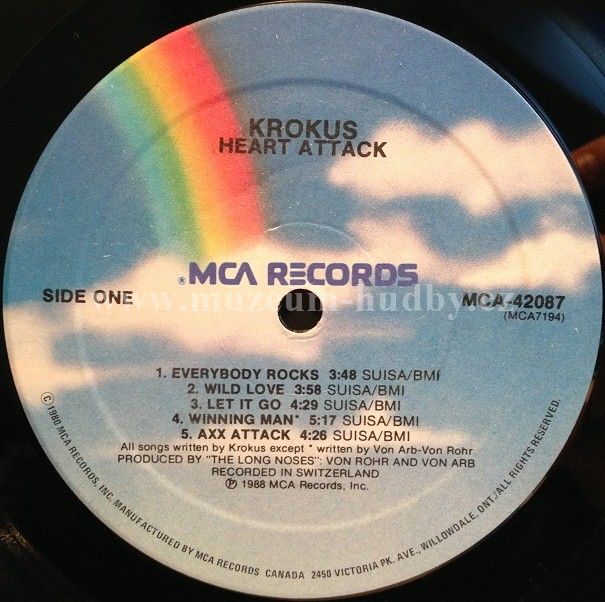 KROKUS
HEART ATTACK
® MCA RECORDS
SIDE ONE
MCA-42087
(MCA7194)
www.muzeum-hudby.cz
1. EVERYBODY ROCKS 3:48 SUISA/BMI
2. WILD LOVE 3:58 SUISA/BMI
3. LET IT GO 4:29 SUISA/BMI
4. WINNING MAN* 5:17 SUISA/BMI
5. AXX ATTACK 4:26 SUISA/BMI
All songs written by Krokus except * written by Von Arb-Von Rohr
PRODUCED BY "THE LONG NOSES": VON ROHR AND VON ARB
RECORDED IN SWITZERLAND
Ⓟ 1988 MCA Records, Inc.
©1980 MCA RECORDS, INC. MANUFACTURED BY MCA RECORDS CANADA 2450 VICTORIA PK. AVE., WILLOWDALE, ONT./ALL RIGHTS RESERVED.